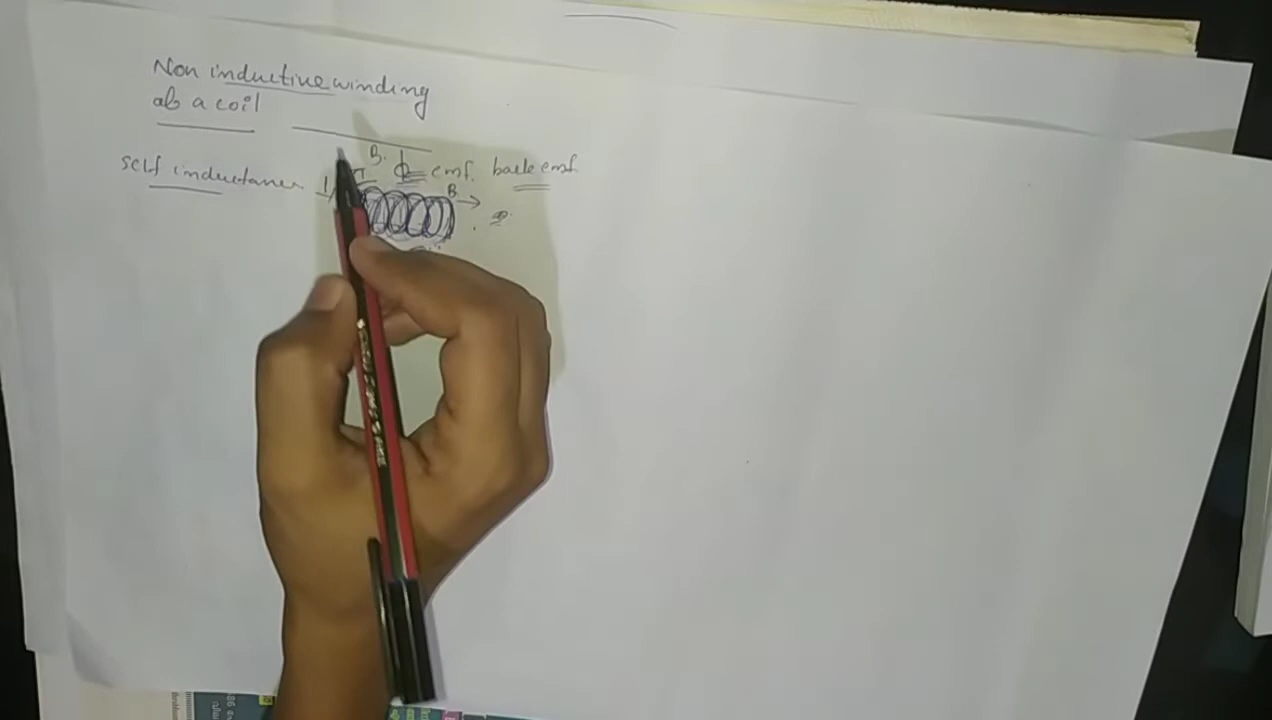 Non inductive winding
of a coil
B. ϕ emf. back emf
self inductance
B